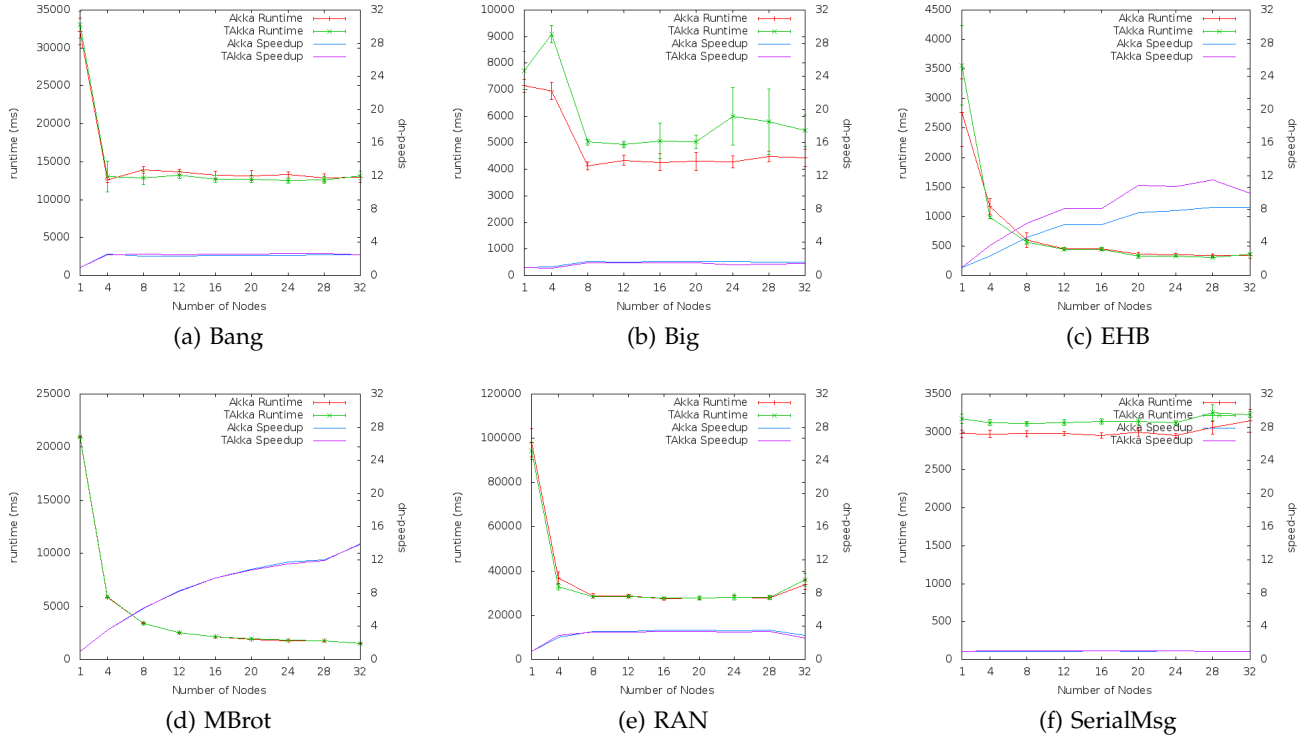 35000
30000
25000
20000
15000
10000
5000
0
runtime (ms)
Akka Runtime
TAkka Runtime
Akka Speedup
TAkka Speedup
32
28
24
20
16
12
8
4
0
speed-up
1 4 8 12 16 20 24 28 32
Number of Nodes
(a) Bang
10000
9000
8000
7000
6000
5000
4000
3000
2000
1000
0
runtime (ms)
Akka Runtime
TAkka Runtime
Akka Speedup
TAkka Speedup
32
28
24
20
16
12
8
4
0
speed-up
1 4 8 12 16 20 24 28 32
Number of Nodes
(b) Big
4500
4000
3500
3000
2500
2000
1500
1000
500
0
runtime (ms)
Akka Runtime
TAkka Runtime
Akka Speedup
TAkka Speedup
32
28
24
20
16
12
8
4
0
speed-up
1 4 8 12 16 20 24 28 32
Number of Nodes
(c) EHB
25000
20000
15000
10000
5000
0
runtime (ms)
Akka Runtime
TAkka Runtime
Akka Speedup
TAkka Speedup
32
28
24
20
16
12
8
4
0
speed-up
1 4 8 12 16 20 24 28 32
Number of Nodes
(d) MBrot
120000
100000
80000
60000
40000
20000
0
runtime (ms)
Akka Runtime
TAkka Runtime
Akka Speedup
TAkka Speedup
32
28
24
20
16
12
8
4
0
speed-up
1 4 8 12 16 20 24 28 32
Number of Nodes
(e) RAN
3500
3000
2500
2000
1500
1000
500
0
runtime (ms)
Akka Runtime
TAkka Runtime
Akka Speedup
TAkka Speedup
32
28
24
20
16
12
8
4
0
speed-up
1 4 8 12 16 20 24 28 32
Number of Nodes
(f) SerialMsg